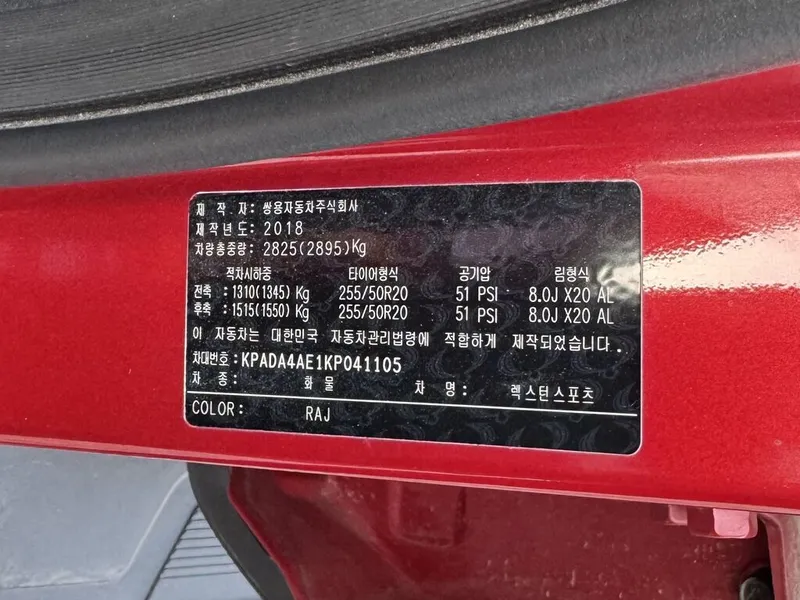 제 작 자: 쌍용자동차주식회사
제작년도: 2018
차량총중량: 2825(2895)Kg
적차시하중 타이어형식 공기압 림형식
전축: 1310(1345) Kg 255/50R20 51 PSI 8.0J X20 AL
후축: 1515(1550) Kg 255/50R20 51 PSI 8.0J X20 AL
이 자동차는 대한민국 자동차관리법령에 적합하게 제작되었습니다.
차대번호: KPADA4AE1KP041105
차 종: 화 물 차 명: 렉스턴스포츠
COLOR: RAJ